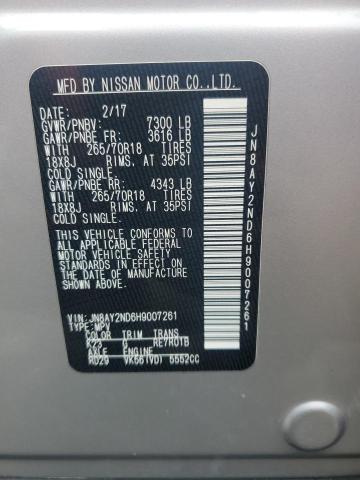 MFD BY NISSAN MOTOR CO.,LTD.
DATE: 2/17
GVWR/PNBV: 7300 LB
GAWR/PNBE FR: 3616 LB
WITH 265/70R18 TIRES
18X8J RIMS, AT 35PSI
COLD SINGLE.
GAWR/PNBE RR: 4343 LB
WITH 265/70R18 TIRES
18X8J RIMS, AT 35PSI
COLD SINGLE.
THIS VEHICLE CONFORMS TO
ALL APPLICABLE FEDERAL
MOTOR VEHICLE SAFETY
STANDARDS IN EFFECT ON
THE DATE OF MANUFACTURE
SHOWN ABOVE.
VIN: JN8AY2ND6H9007261
TYPE: MPV
COLOR TRIM TRANS
K23 G RE7R01B
AXLE ENGINE
RD29 VK56(VD) 5552CC
JN8AY2ND6H9007261